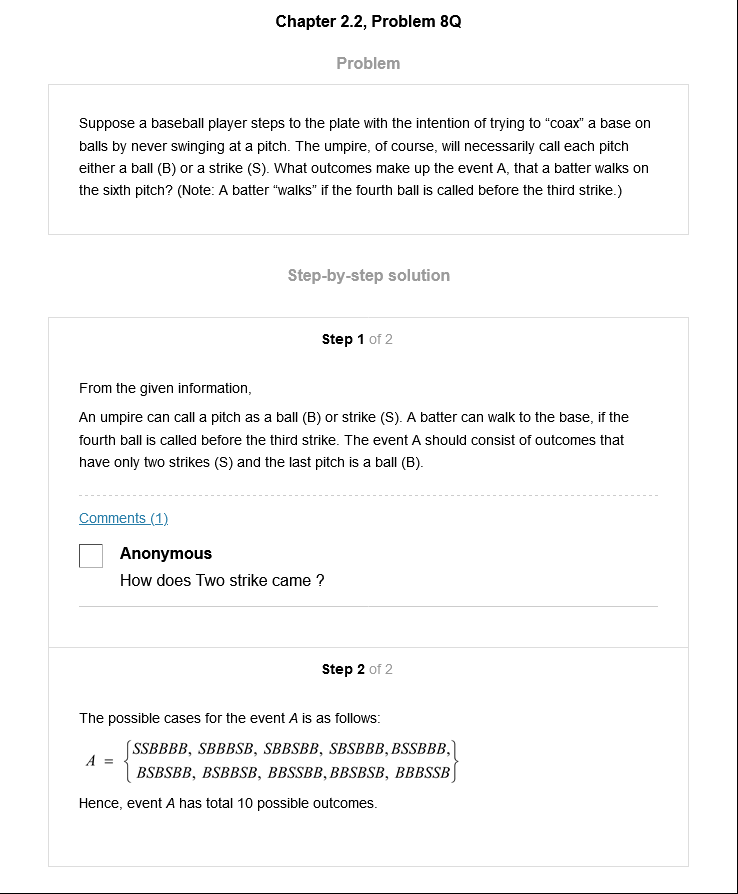 Chapter 2.2, Problem 8Q
Problem
Suppose a baseball player steps to the plate with the intention of trying to “coax” a base on
balls by never swinging at a pitch. The umpire, of course, will necessarily call each pitch
either a ball (B) or a strike (S). What outcomes make up the event A, that a batter walks on
the sixth pitch? (Note: A batter “walks” if the fourth ball is called before the third strike.)
Step-by-step solution
Step 1 of 2
From the given information,
An umpire can call a pitch as a ball (B) or strike (S). A batter can walk to the base, if the
fourth ball is called before the third strike. The event A should consist of outcomes that
have only two strikes (S) and the last pitch is a ball (B).
Comments (1)
Anonymous
How does Two strike came ?
Step 2 of 2
The possible cases for the event A is as follows:
A = {SSBBBB, SBBBSB, SBBSBB, SBSBBB, BSSBBB,
BSBSBB, BSBBSB, BBSSBB, BBSBSB, BBBSSB}
Hence, event A has total 10 possible outcomes.